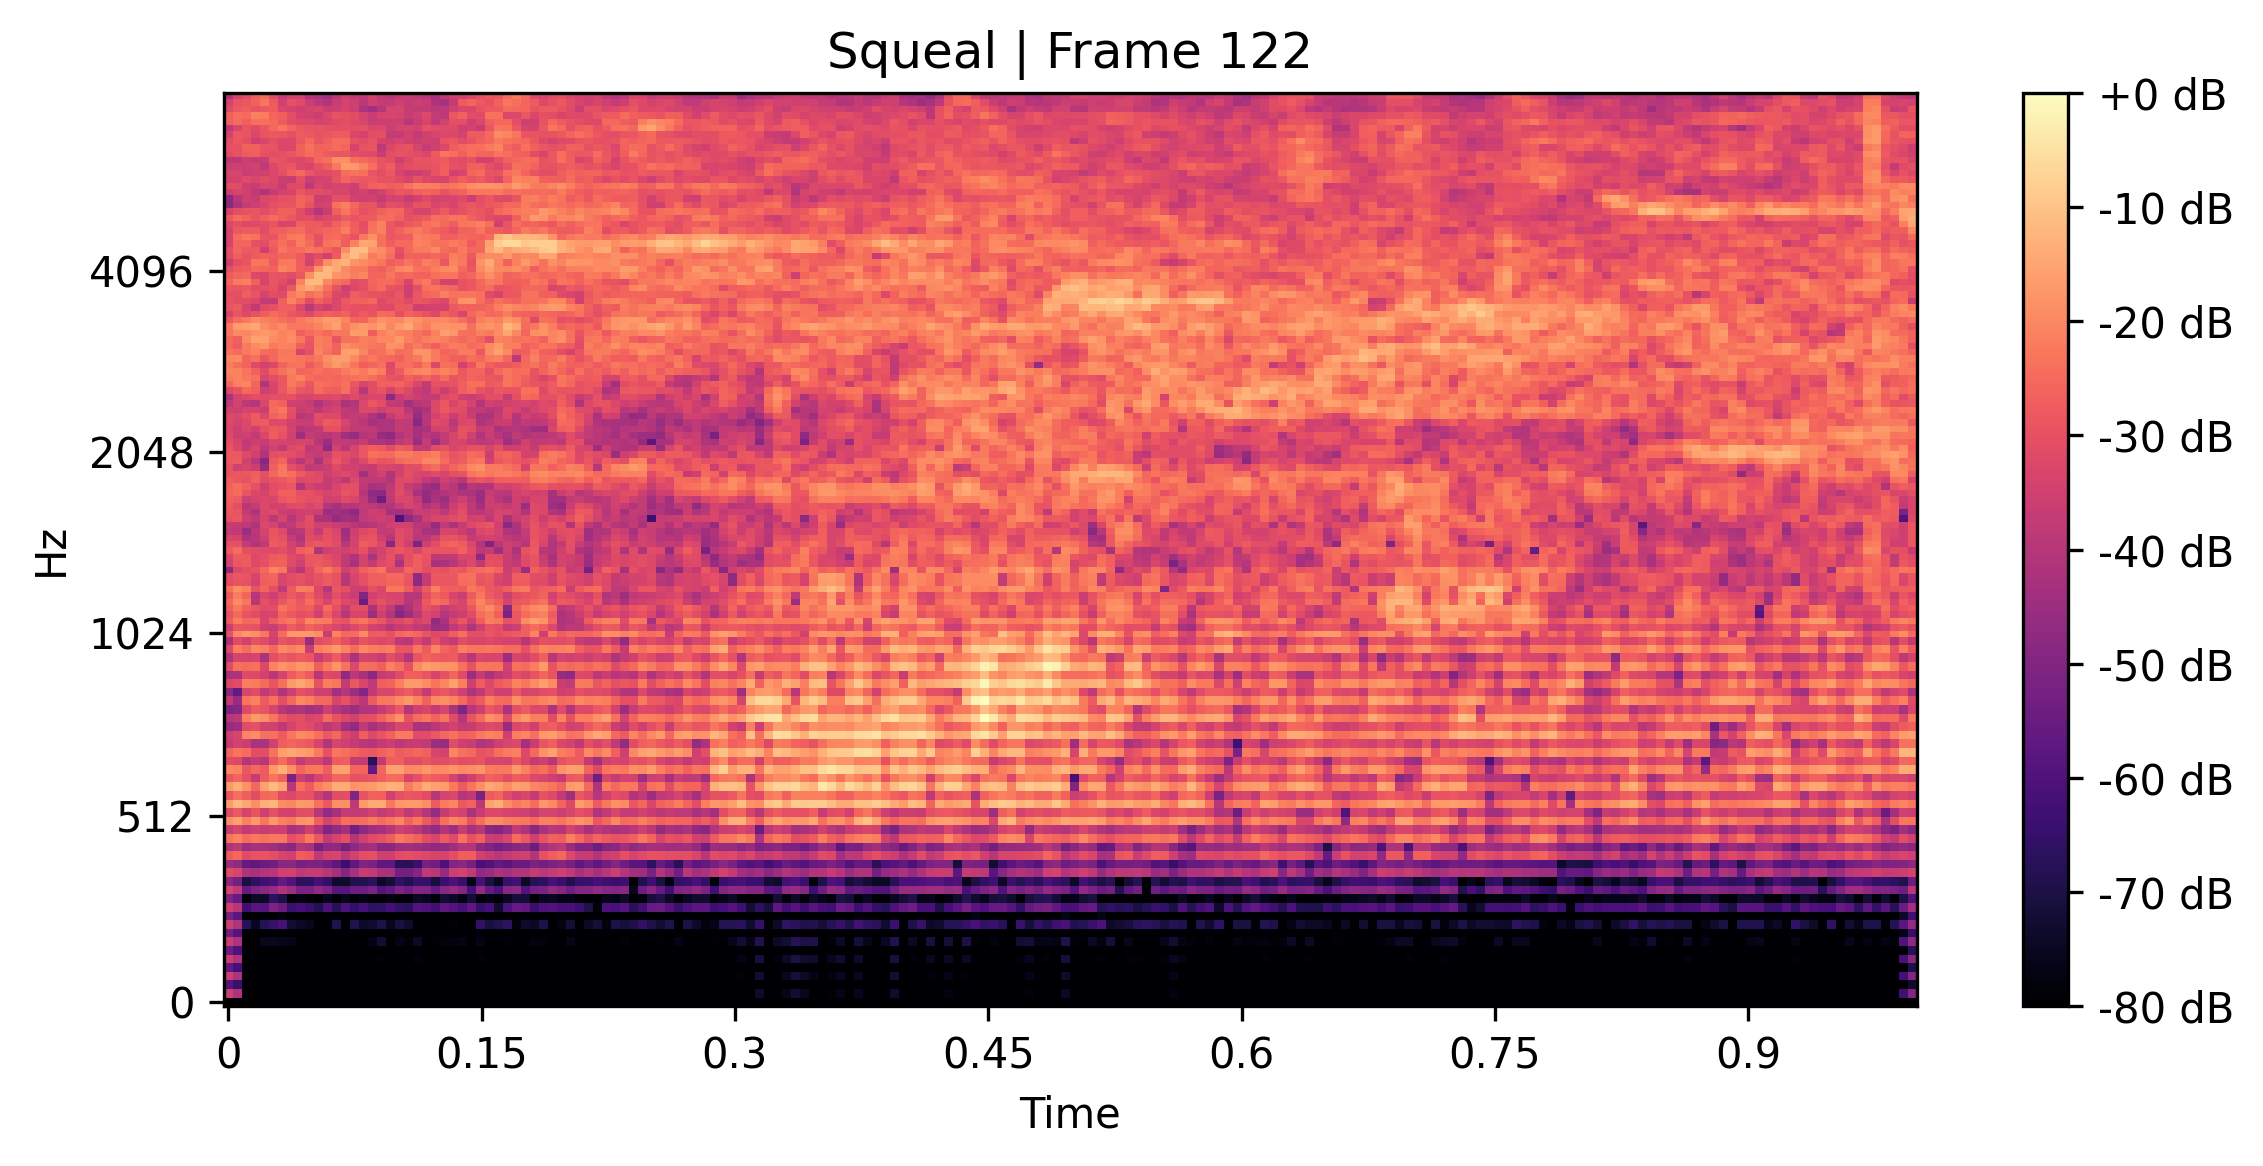 Squeal | Frame 122
+0 dB
-10 dB
-20 dB
-30 dB
-40 dB
-50 dB
-60 dB
-70 dB
-80 dB
Hz
4096
2048
1024
512
0
0 0.15 0.3 0.45 0.6 0.75 0.9
Time